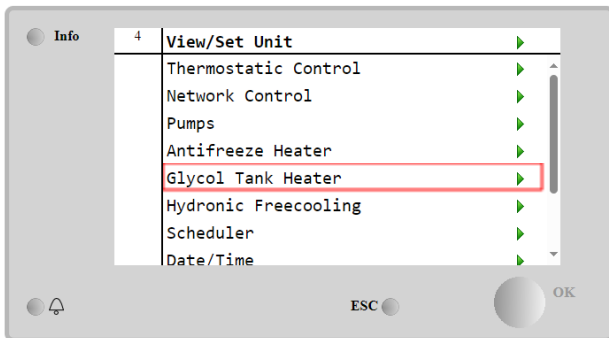 Info
4 View/Set Unit
Thermostatic Control
Network Control
Pumps
Antifreeze Heater
Glycol Tank Heater
Hydronic Freecooling
Scheduler
Date/Time
ESC
OK